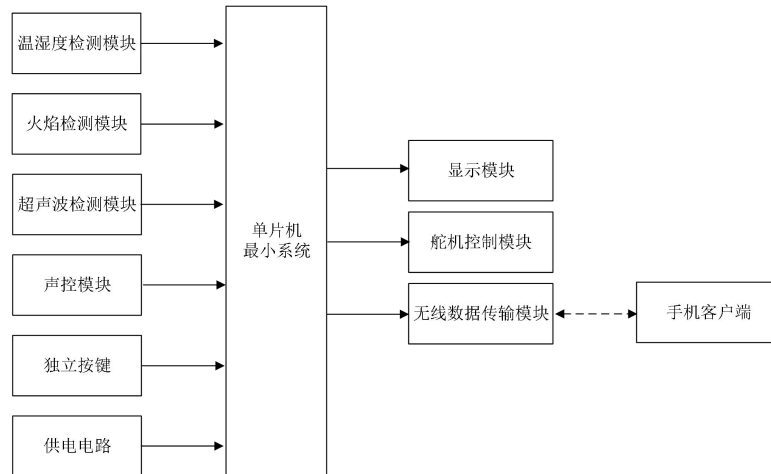 温湿度检测模块
火焰检测模块
超声波检测模块
声控模块
独立按键
供电电路
单片机
最小系统
显示模块
舵机控制模块
无线数据传输模块
手机客户端